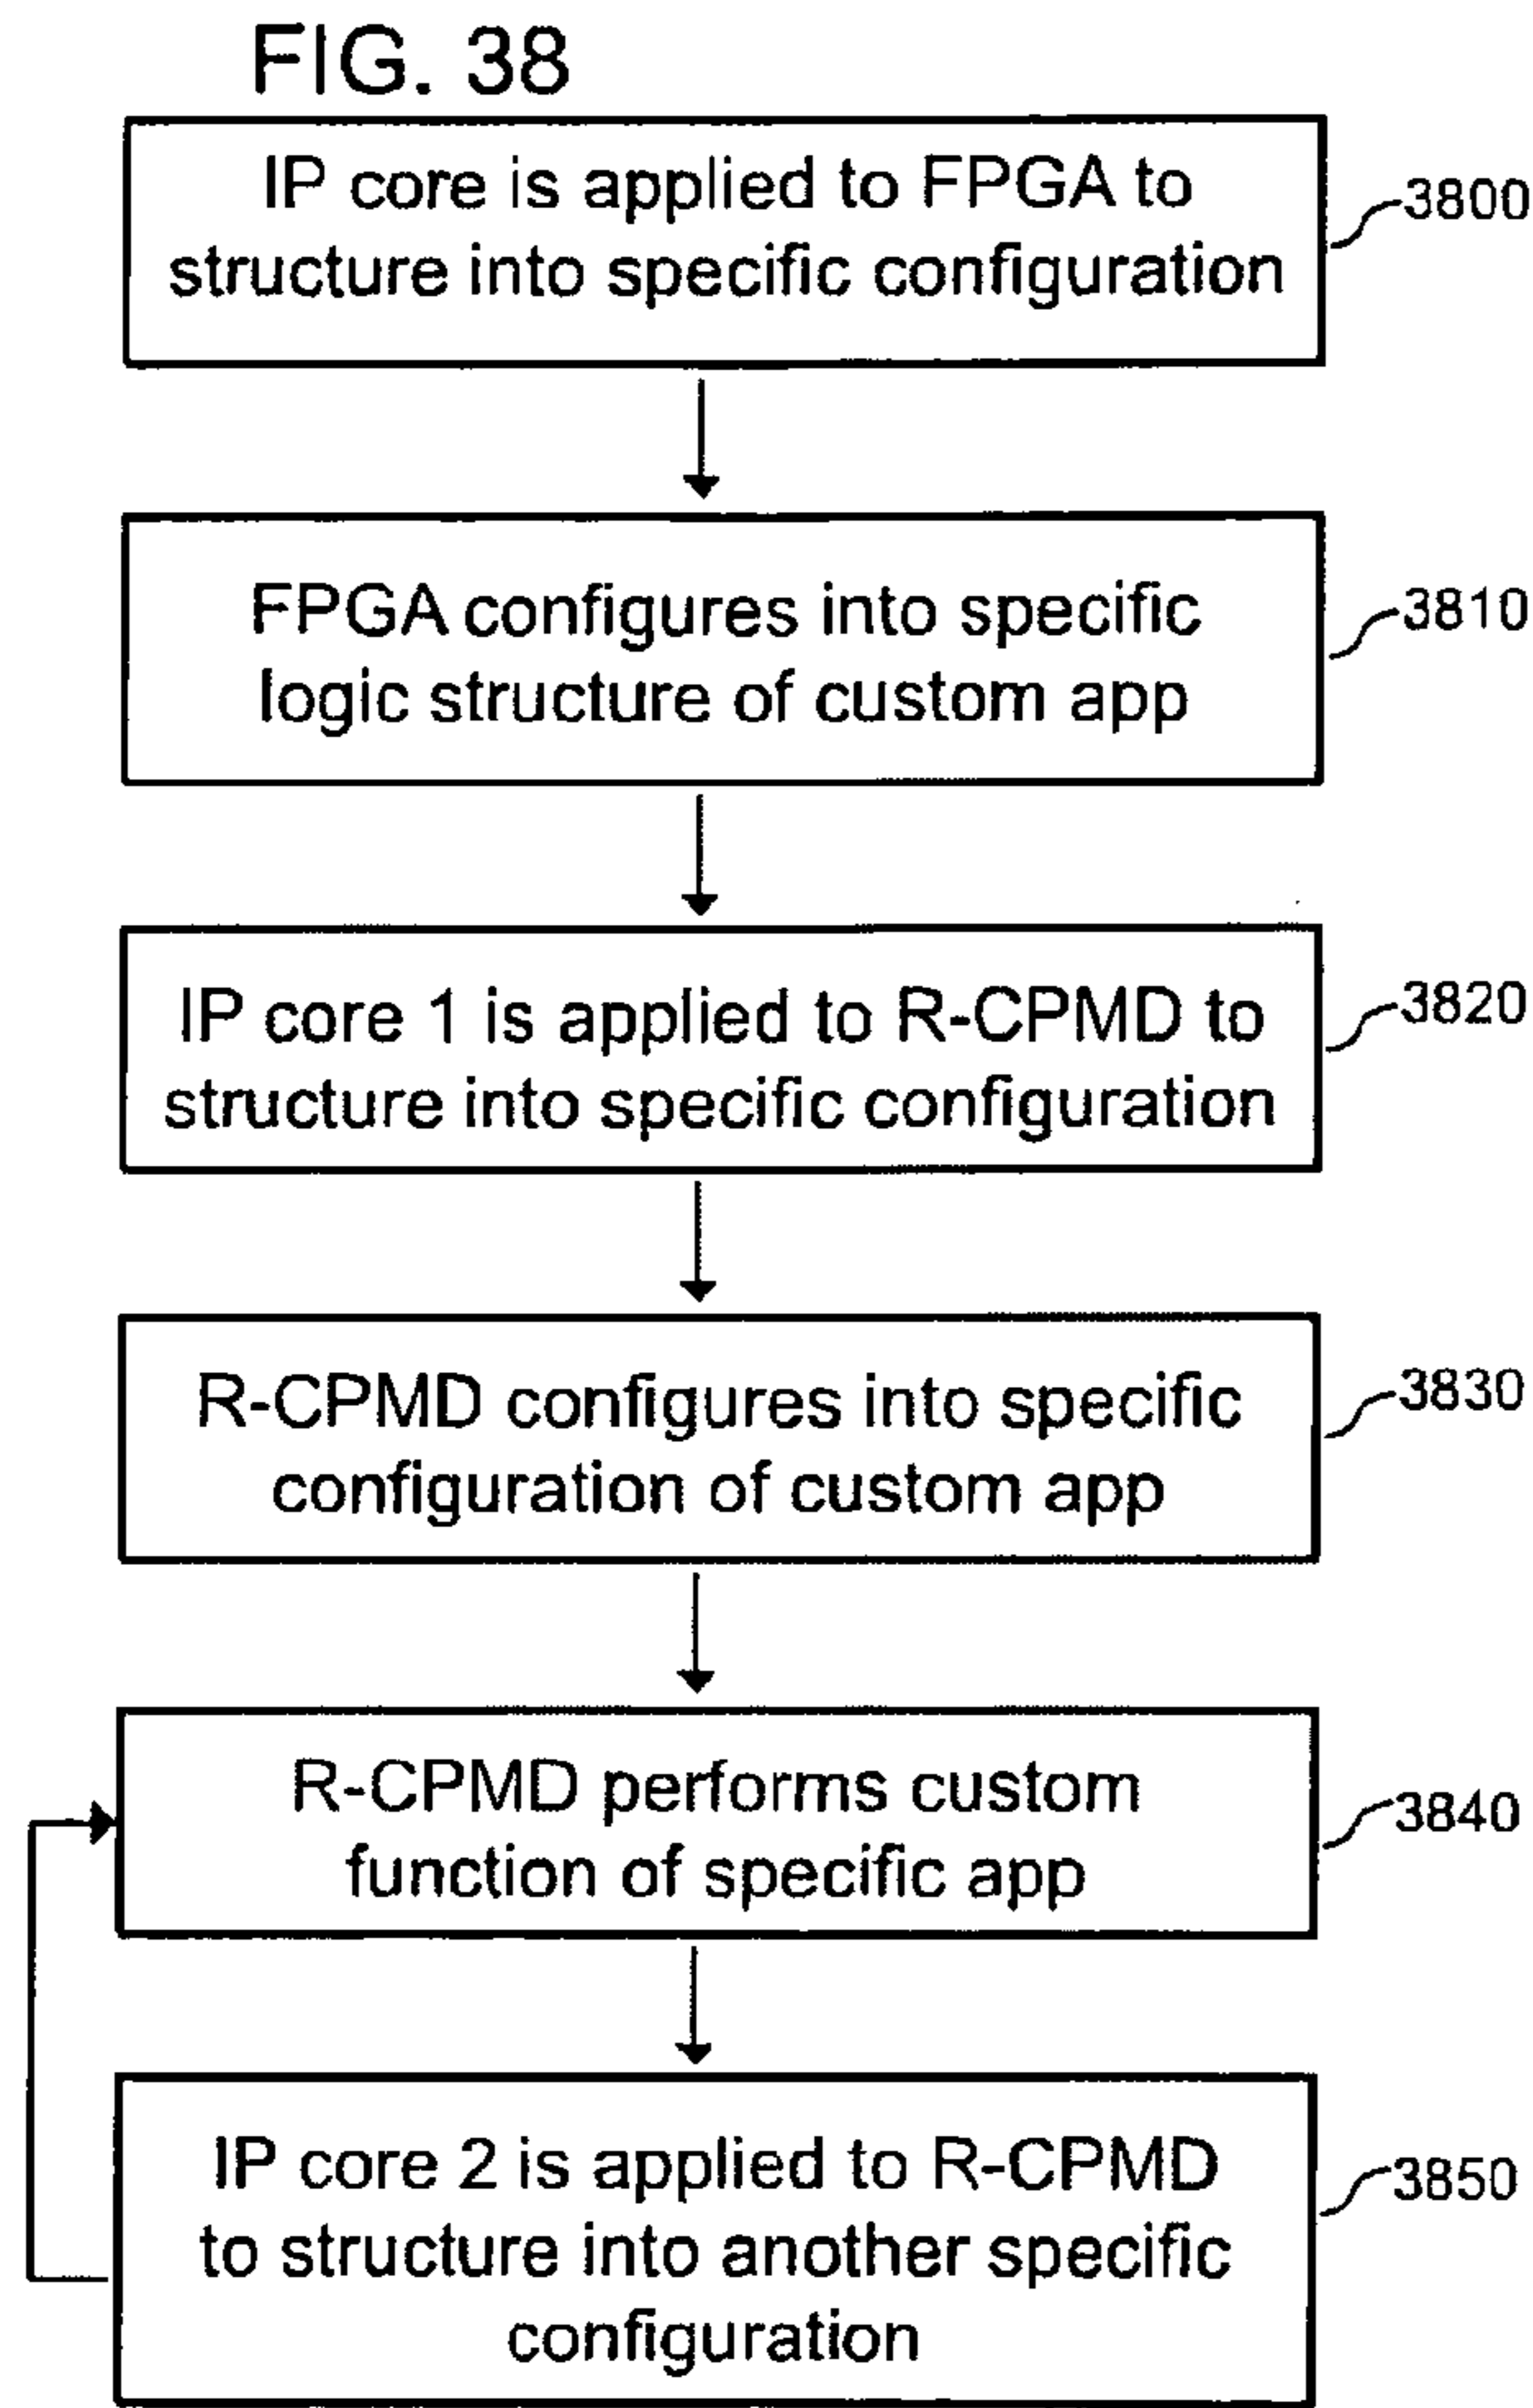 FIG. 38
IP core is applied to FPGA to
structure into specific configuration
3800
FPGA configures into specific
logic structure of custom app
3810
IP core 1 is applied to R-CPMD to
structure into specific configuration
3820
R-CPMD configures into specific
configuration of custom app
3830
R-CPMD performs custom
function of specific app
3840
IP core 2 is applied to R-CPMD
to structure into another specific
configuration
3850